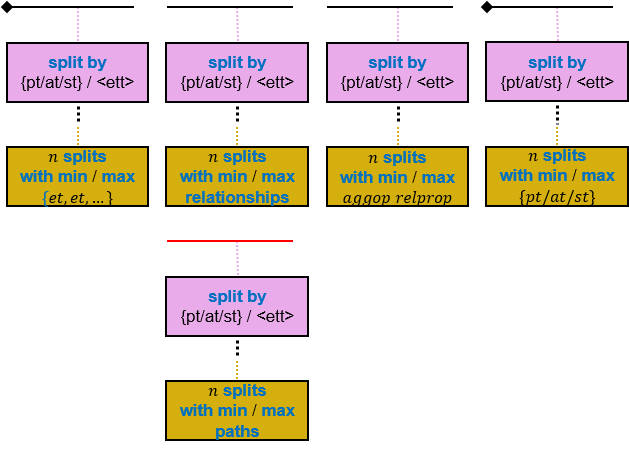 split by
{pt/at/st} / <ett>
n splits
with min / max
{et, et, ...}
split by
{pt/at/st} / <ett>
n splits
with min / max
relationships
split by
{pt/at/st} / <ett>
n splits
with min / max
aggop relprop
split by
{pt/at/st} / <ett>
n splits
with min / max
{pt/at/st}
split by
{pt/at/st} / <ett>
n splits
with min / max
paths